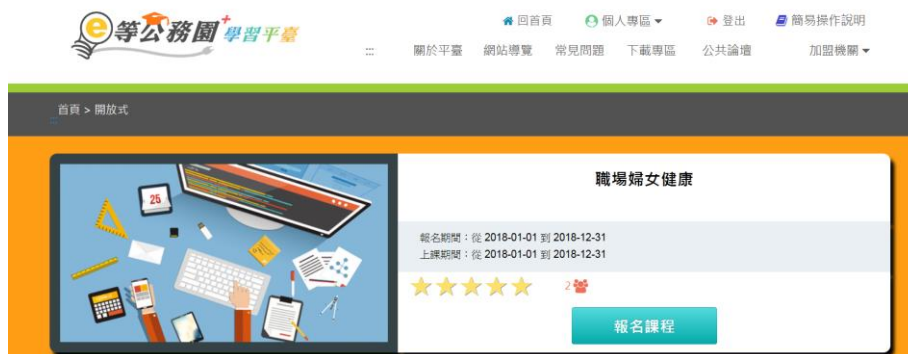 e等公務園+學習平臺
回首頁 個人專區▼ 登出 簡易操作說明
::: 關於平臺 網站導覽 常見問題 下載專區 公共論壇 加盟機關▼
首頁 > 開放式
25
職場婦女健康
報名期間：從 2018-01-01 到 2018-12-31
上課期間：從 2018-01-01 到 2018-12-31
2
報名課程